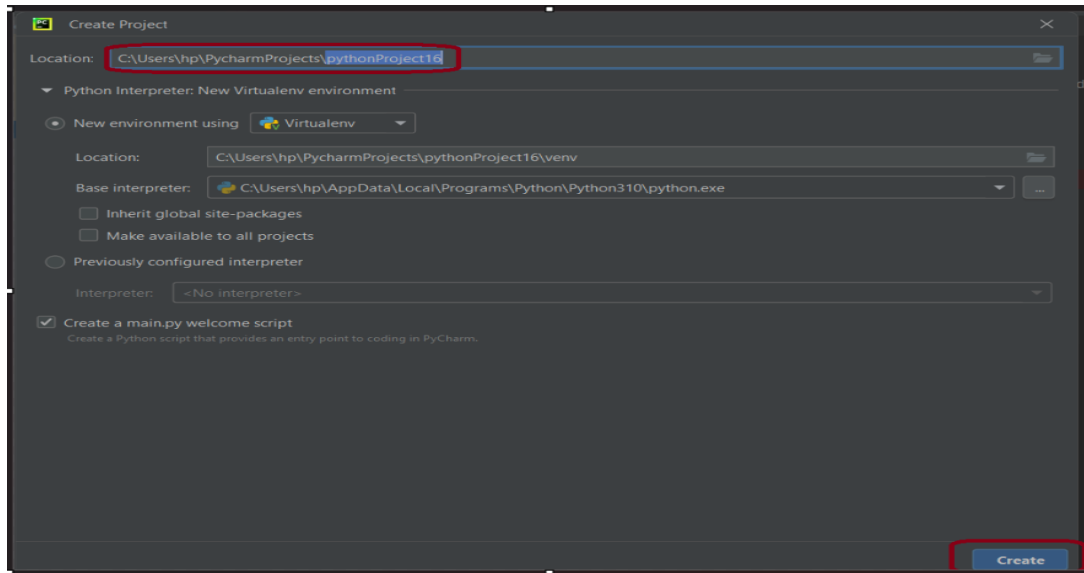 PC Create Project
Location: C:\Users\hp\PycharmProjects\pythonProject16
Python Interpreter: New Virtualenv environment
New environment using Virtualenv
Location: C:\Users\hp\PycharmProjects\pythonProject16\venv
Base interpreter: C:\Users\hp\AppData\Local\Programs\Python\Python310\python.exe ...
Inherit global site-packages
Make available to all projects
Previously configured interpreter
Interpreter: <No interpreter>
Create a main.py welcome script
Create a Python script that provides an entry point to coding in PyCharm.
Create